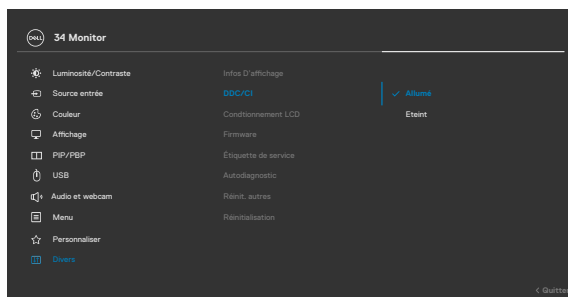 DELL 34 Monitor
Luminosité/Contraste Infos D'affichage
Source entrée DDC/CI Allumé
Couleur Condtionnement LCD Eteint
Affichage Firmware
PIP/PBP Étiquette de service
USB Autodiagnostic
Audio et webcam Réinit. autres
Menu Réinitialisation
Personnaliser
Divers
< Quitter